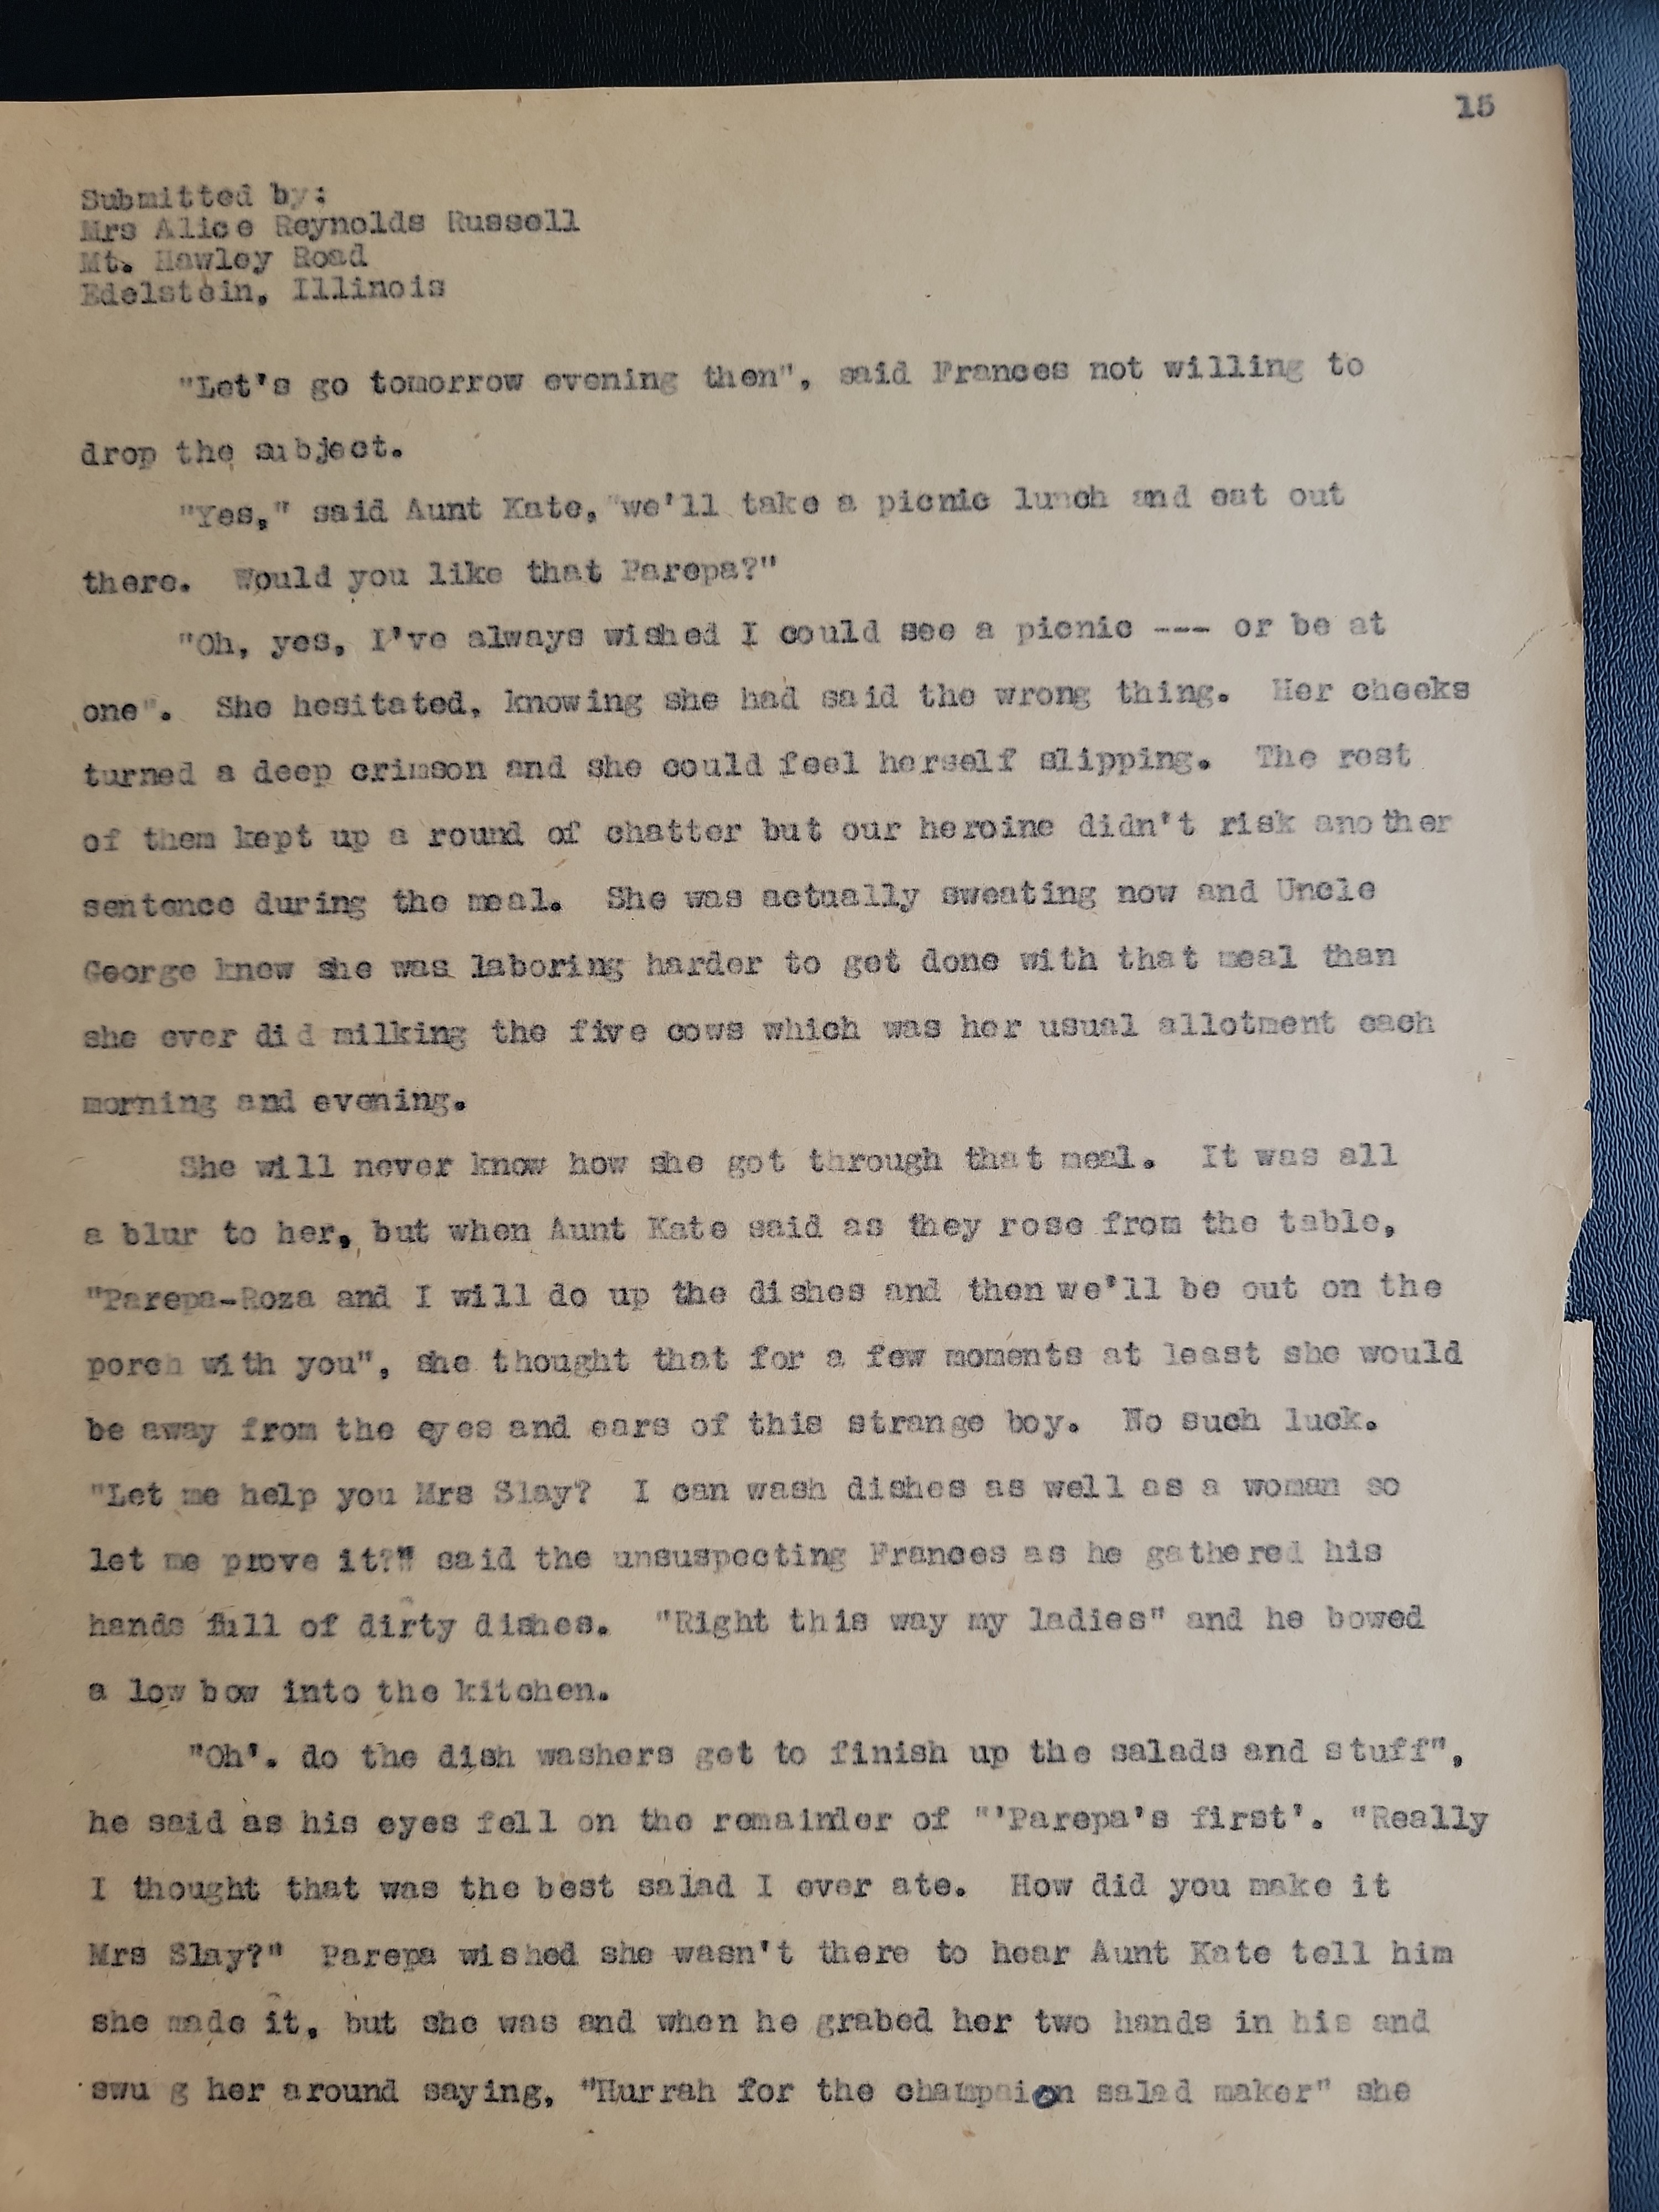 15
Submitted by:
Mrs Alice Reynolds Russell
Mt. Hawley Road
Edelstein, Illinois
"Let's go tomorrow evening then", said Frances not willing to
drop the subject.
"Yes," said Aunt Kate, "we'll take a picnic lunch and eat out
there. Would you like that Parepa?"
"Oh, yes, I've always wished I could see a picnic --- or be at
one". She hesitated, knowing she had said the wrong thing. Her cheeks
turned a deep crimson and she could feel herself slipping. The rest
of them kept up a round of chatter but our heroine didn't risk another
sentence during the meal. She was actually sweating now and Uncle
George knew she was laboring harder to get done with that meal than
she ever did milking the five cows which was her usual allotment each
morning and evening.
She will never know how she got through that meal. It was all
a blur to her, but when Aunt Kate said as they rose from the table,
"Parepa-Roza and I will do up the dishes and then we'll be out on the
porch with you", she thought that for a few moments at least she would
be away from the eyes and ears of this strange boy. No such luck.
"Let me help you Mrs Slay? I can wash dishes as well as a woman so
let me prove it?" said the unsuspecting Frances as he gathered his
hands full of dirty dishes. "Right this way my ladies" and he bowed
a low bow into the kitchen.
"Oh'. do the dish washers get to finish up the salads and stuff",
he said as his eyes fell on the remainder of "'Parepa's first'. "Really
I thought that was the best salad I ever ate. How did you make it
Mrs Slay?" Parepa wished she wasn't there to hear Aunt Kate tell him
she made it, but she was and when he grabed her two hands in his and
swu g her around saying, "Hurrah for the champaion salad maker" she